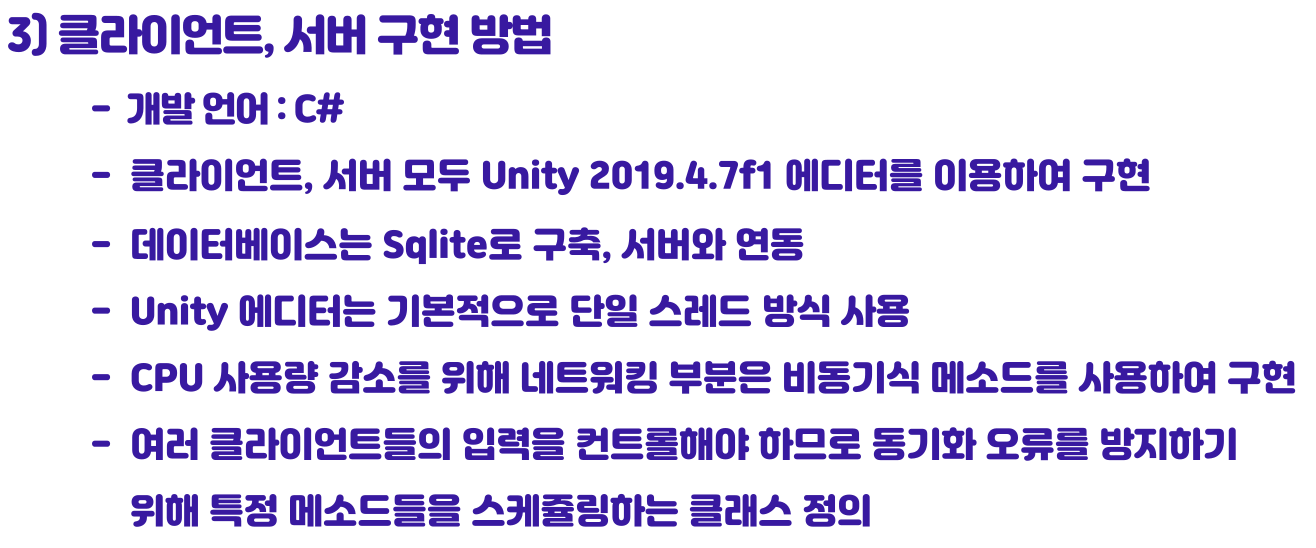 3) 클라이언트, 서버 구현 방법
- 개발 언어 : C#
- 클라이언트, 서버 모두 Unity 2019.4.7f1 에디터를 이용하여 구현
- 데이터베이스는 Sqlite로 구축, 서버와 연동
- Unity 에디터는 기본적으로 단일 스레드 방식 사용
- CPU 사용량 감소를 위해 네트워킹 부분은 비동기식 메소드를 사용하여 구현
- 여러 클라이언트들의 입력을 컨트롤해야 하므로 동기화 오류를 방지하기
위해 특정 메소드들을 스케쥴링하는 클래스 정의